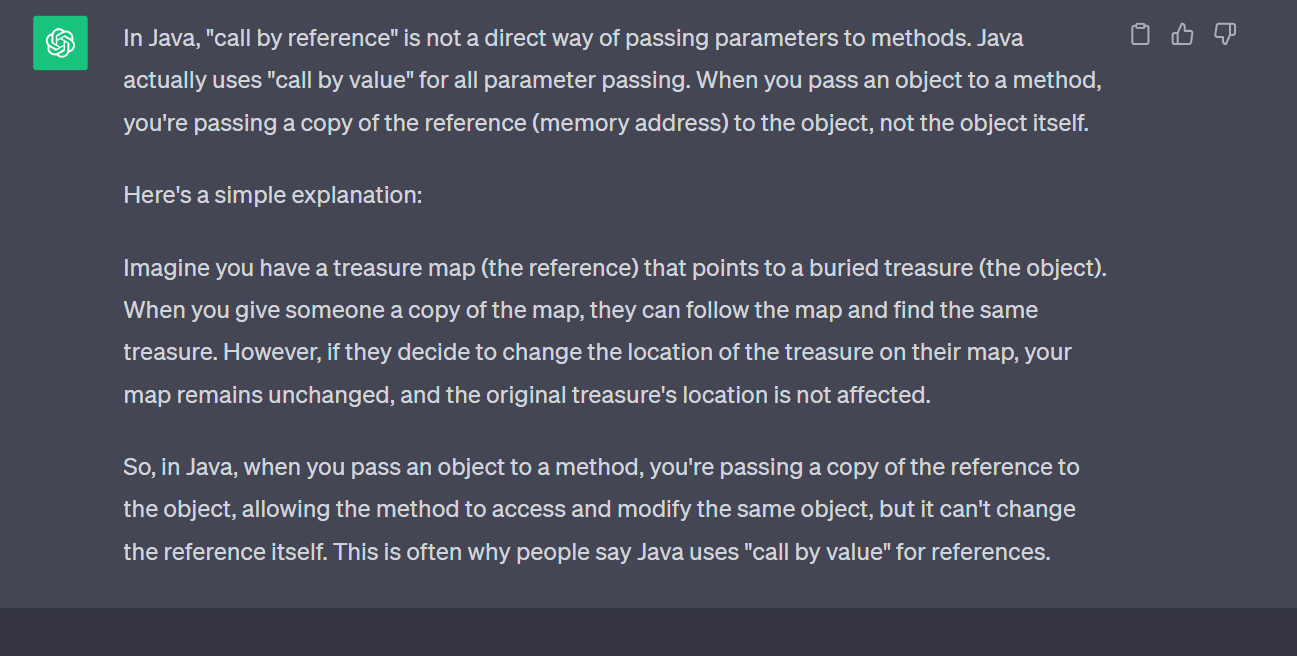 In Java, "call by reference" is not a direct way of passing parameters to methods. Java
actually uses "call by value" for all parameter passing. When you pass an object to a method,
you're passing a copy of the reference (memory address) to the object, not the object itself.
Here's a simple explanation:
Imagine you have a treasure map (the reference) that points to a buried treasure (the object).
When you give someone a copy of the map, they can follow the map and find the same
treasure. However, if they decide to change the location of the treasure on their map, your
map remains unchanged, and the original treasure's location is not affected.
So, in Java, when you pass an object to a method, you're passing a copy of the reference to
the object, allowing the method to access and modify the same object, but it can't change
the reference itself. This is often why people say Java uses "call by value" for references.